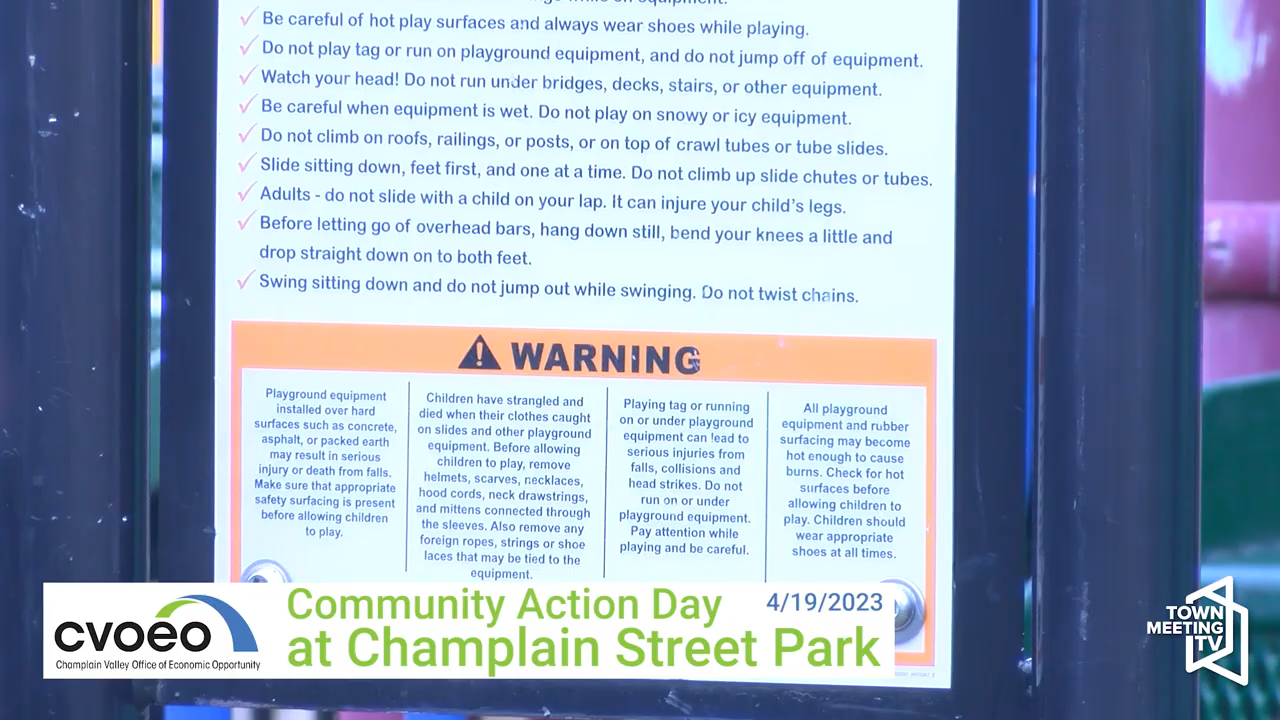 while on equipment.
Be careful of hot play surfaces and always wear shoes while playing.
Do not play tag or run on playground equipment, and do not jump off of equipment.
Watch your head! Do not run under bridges, decks, stairs, or other equipment.
Be careful when equipment is wet. Do not play on snowy or icy equipment.
Do not climb on roofs, railings, or posts, or on top of crawl tubes or tube slides.
Slide sitting down, feet first, and one at a time. Do not climb up slide chutes or tubes.
Adults - do not slide with a child on your lap. It can injure your child's legs.
Before letting go of overhead bars, hang down still, bend your knees a little and
drop straight down on to both feet.
Swing sitting down and do not jump out while swinging. Do not twist chains.
WARNING
Playground equipment
installed over hard
surfaces such as concrete,
asphalt, or packed earth
may result in serious
injury or death from falls.
Make sure that appropriate
safety surfacing is present
before allowing children
to play.
Children have strangled and
died when their clothes caught
on slides and other playground
equipment. Before allowing
children to play, remove
helmets, scarves, necklaces,
hood cords, neck drawstrings,
and mittens connected through
the sleeves. Also remove any
foreign ropes, strings or shoe
laces that may be tied to the
equipment.
Playing tag or running
on or under playground
equipment can lead to
serious injuries from
falls, collisions and
head strikes. Do not
run on or under
playground equipment.
Pay attention while
playing and be careful.
All playground
equipment and rubber
surfacing may become
hot enough to cause
burns. Check for hot
surfaces before
allowing children to
play. Children should
wear appropriate
shoes at all times.
cvoeo
Champlain Valley Office of Economic Opportunity
Community Action Day
4/19/2023
at Champlain Street Park
TOWN
MEETING
TV